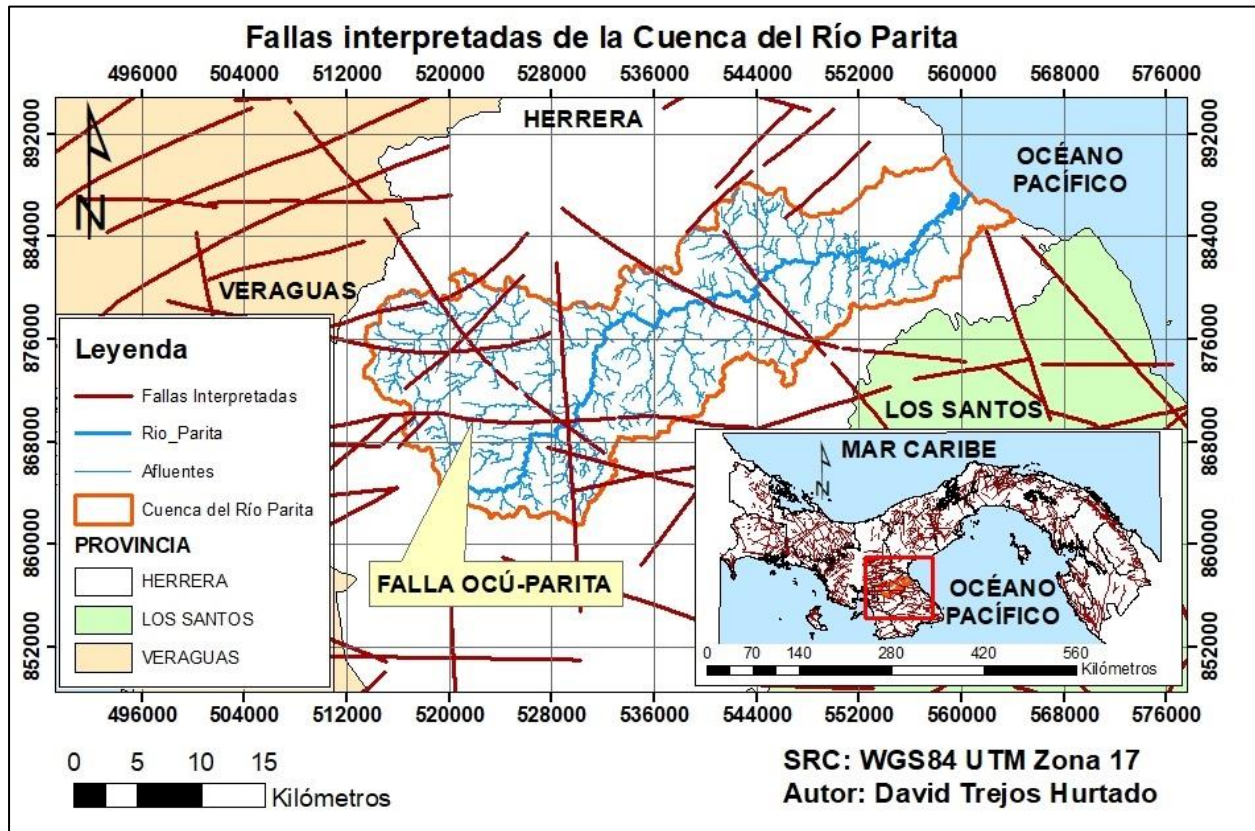 Fallas interpretadas de la Cuenca del Río Parita
496000 504000 512000 520000 528000 536000 544000 552000 560000 568000 576000
HERRERA
892000 892000
OCÉANO
PACÍFICO
884000 884000
VERAGUAS
876000 876000
Leyenda
Fallas Interpretadas
Rio_Parita
Afluentes
Cuenca del Río Parita
PROVINCIA
HERRERA
LOS SANTOS
VERAGUAS
LOS SANTOS
868000 868000
FALLA OCÚ-PARITA
860000 860000
852000 852000
MAR CARIBE
N
OCÉANO
PACÍFICO
0 70 140 280 420 560
Kilómetros
N
496000 504000 512000 520000 528000 536000 544000 552000 560000 568000 576000
0 5 10 15
Kilómetros
SRC: WGS84 UTM Zona 17
Autor: David Trejos Hurtado